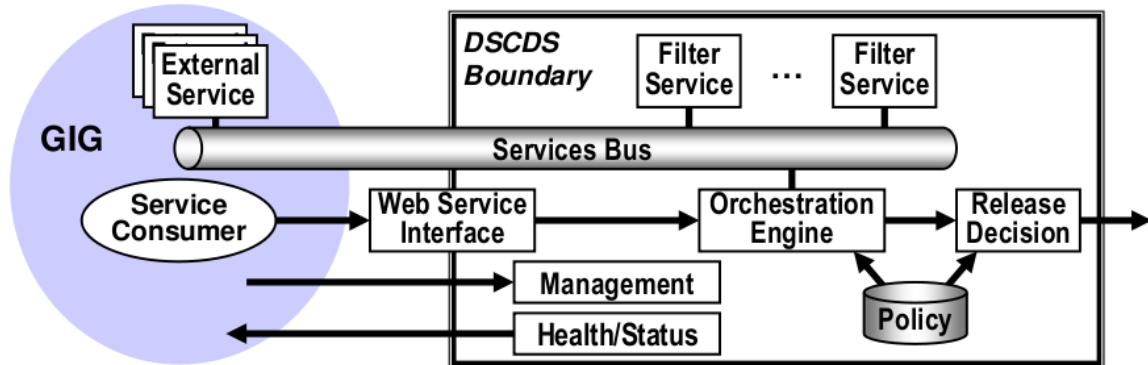 External
Service
GIG
DSCDS
Boundary
Filter
Service
...
Filter
Service
Services Bus
Service
Consumer
Web Service
Interface
Orchestration
Engine
Release
Decision
Management
Health/Status
Policy